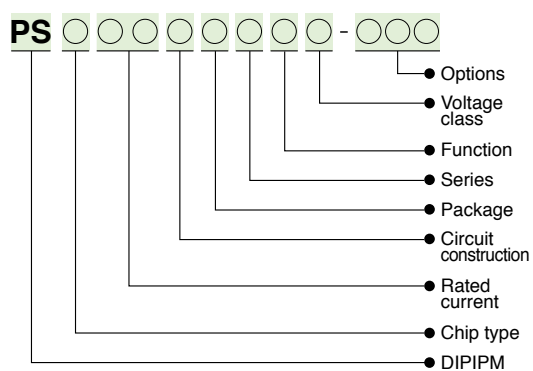 PS ○ ○○ ○ ○ ○ ○ ○ - ○○○
Options
Voltage
class
Function
Series
Package
Circuit
construction
Rated
current
Chip type
DIPIPM